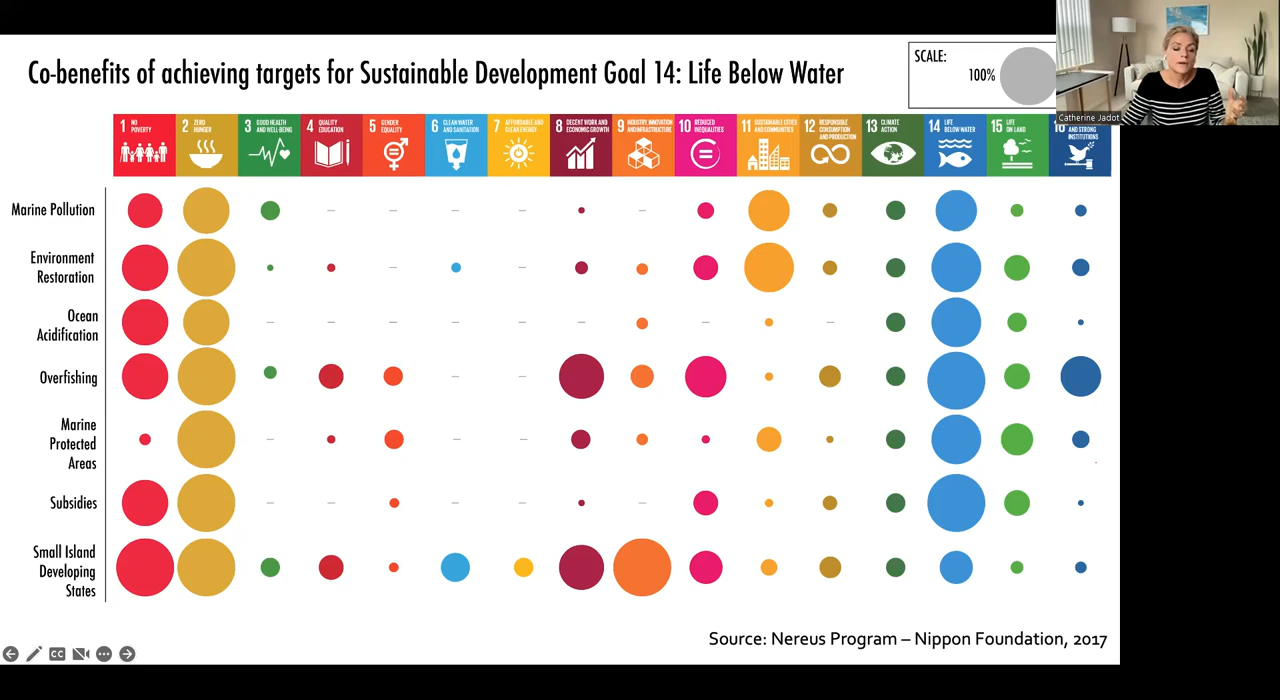 Co-benefits of achieving targets for Sustainable Development Goal 14: Life Below Water
SCALE:
100%
Catherine Jadot
1 NO
POVERTY
2 ZERO
HUNGER
3 GOOD HEALTH
AND WELL-BEING
4 QUALITY
EDUCATION
5 GENDER
EQUALITY
6 CLEAN WATER
AND SANITATION
7 AFFORDABLE AND
CLEAN ENERGY
8 DECENT WORK AND
ECONOMIC GROWTH
9 INDUSTRY, INNOVATION
AND INFRASTRUCTURE
10 REDUCED
INEQUALITIES
11 SUSTAINABLE CITIES
AND COMMUNITIES
12 RESPONSIBLE
CONSUMPTION
AND PRODUCTION
13 CLIMATE
ACTION
14 LIFE
BELOW WATER
15 LIFE
ON LAND
16
AND STRONG
INSTITUTIONS
Marine Pollution
Environment
Restoration
Ocean
Acidification
Overfishing
Marine
Protected
Areas
Subsidies
Small Island
Developing
States
Source: Nereus Program – Nippon Foundation, 2017
CC